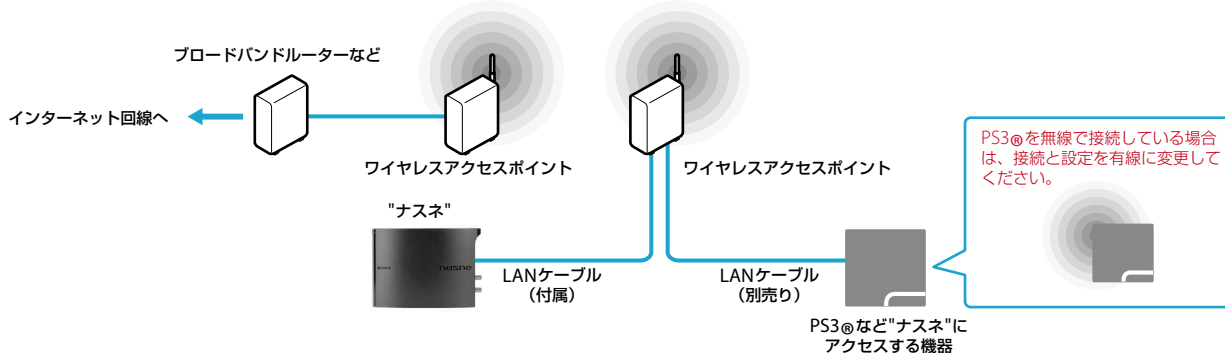 ブロードバンドルーターなど
インターネット回線へ
ワイヤレスアクセスポイント
ワイヤレスアクセスポイント
PS3®を無線で接続している場合
は、接続と設定を有線に変更して
ください。
"ナスネ"
SONY
nasne
LANケーブル
（付属）
LANケーブル
（別売り）
PS3®など"ナスネ"に
アクセスする機器